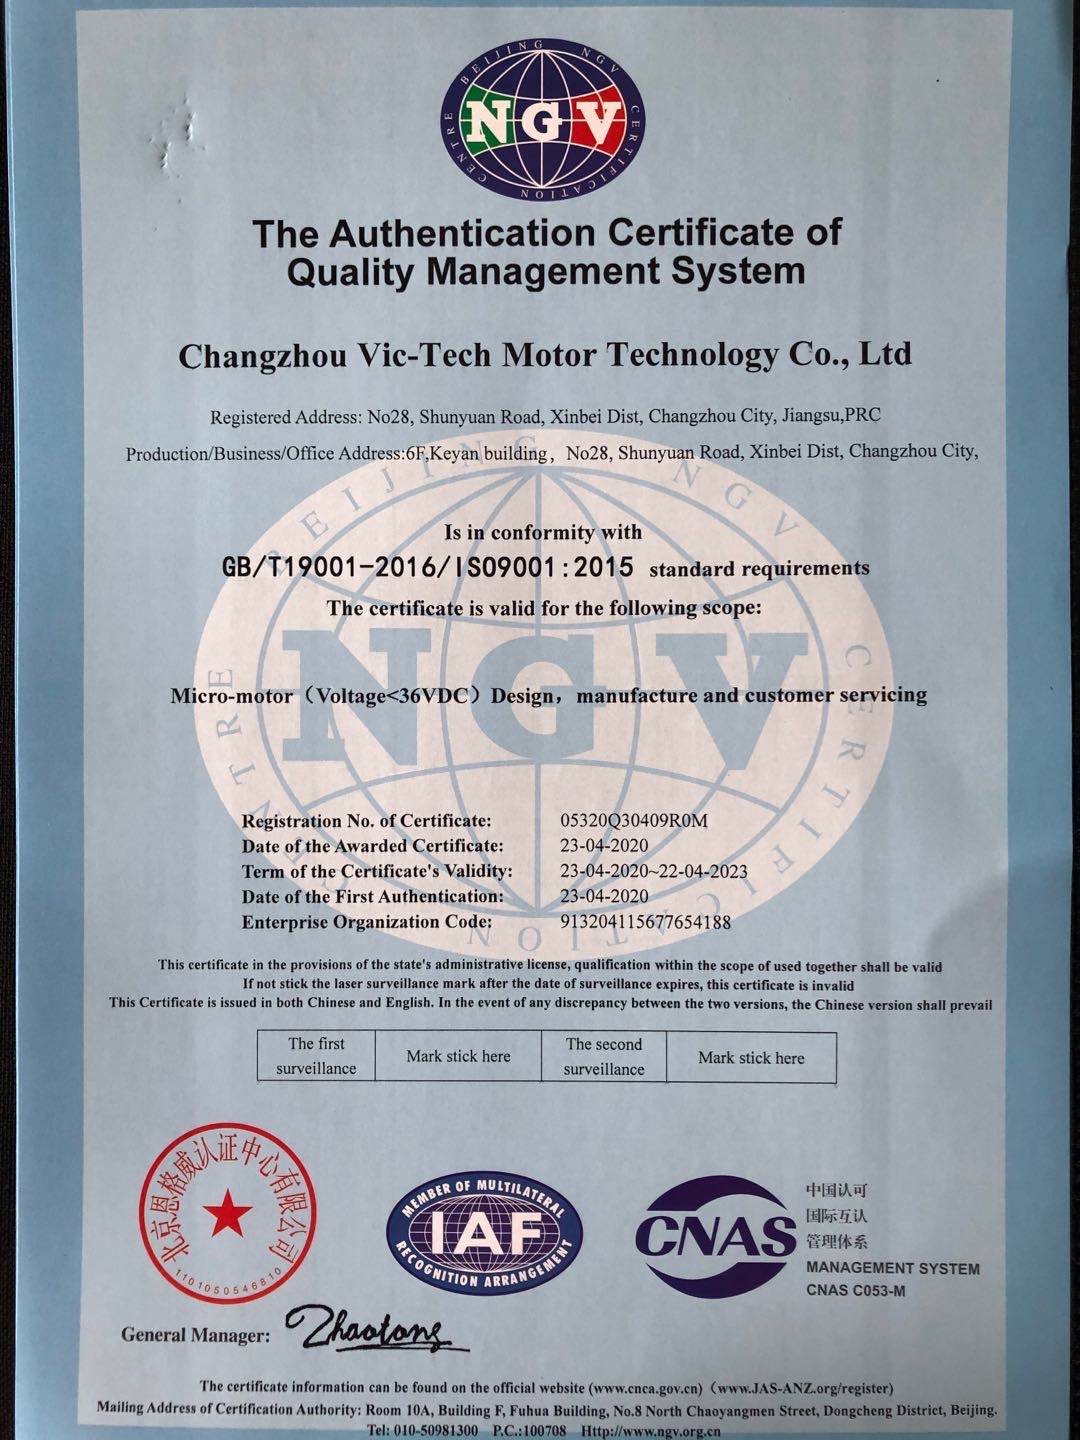 BEIJING NGV CERTIFICATION CENTRE
NGV
The Authentication Certificate of
Quality Management System
Changzhou Vic-Tech Motor Technology Co., Ltd
Registered Address: No28, Shunyuan Road, Xinbei Dist, Changzhou City, Jiangsu,PRC
Production/Business/Office Address:6F,Keyan building，No28, Shunyuan Road, Xinbei Dist, Changzhou City,
BEIJING NGV CERTIFICATION CENTRE
NGV
Is in conformity with
GB/T19001-2016/ISO9001:2015 standard requirements
The certificate is valid for the following scope:
Micro-motor（Voltage<36VDC）Design，manufacture and customer servicing
Registration No. of Certificate: 05320Q30409R0M
Date of the Awarded Certificate: 23-04-2020
Term of the Certificate's Validity: 23-04-2020~22-04-2023
Date of the First Authentication: 23-04-2020
Enterprise Organization Code: 913204115677654188
This certificate in the provisions of the state's administrative license, qualification within the scope of used together shall be valid
If not stick the laser surveillance mark after the date of surveillance expires, this certificate is invalid
This Certificate is issued in both Chinese and English. In the event of any discrepancy between the two versions, the Chinese version shall prevail
The first surveillance Mark stick here The second surveillance Mark stick here
北京恩格威认证中心有限公司
1101050546810
MEMBER OF MULTILATERAL
IAF
RECOGNITION ARRANGEMENT
CNAS
中国认可
国际互认
管理体系
MANAGEMENT SYSTEM
CNAS C053-M
General Manager: Zhaotong
The certificate information can be found on the official website (www.cnca.gov.cn)（www.JAS-ANZ.org/register)
Mailing Address of Certification Authority: Room 10A, Building F, Fuhua Building, No.8 North Chaoyangmen Street, Dongcheng District, Beijing.
Tel: 010-50981300 P.C.:100708 Http://www.ngv.org.cn